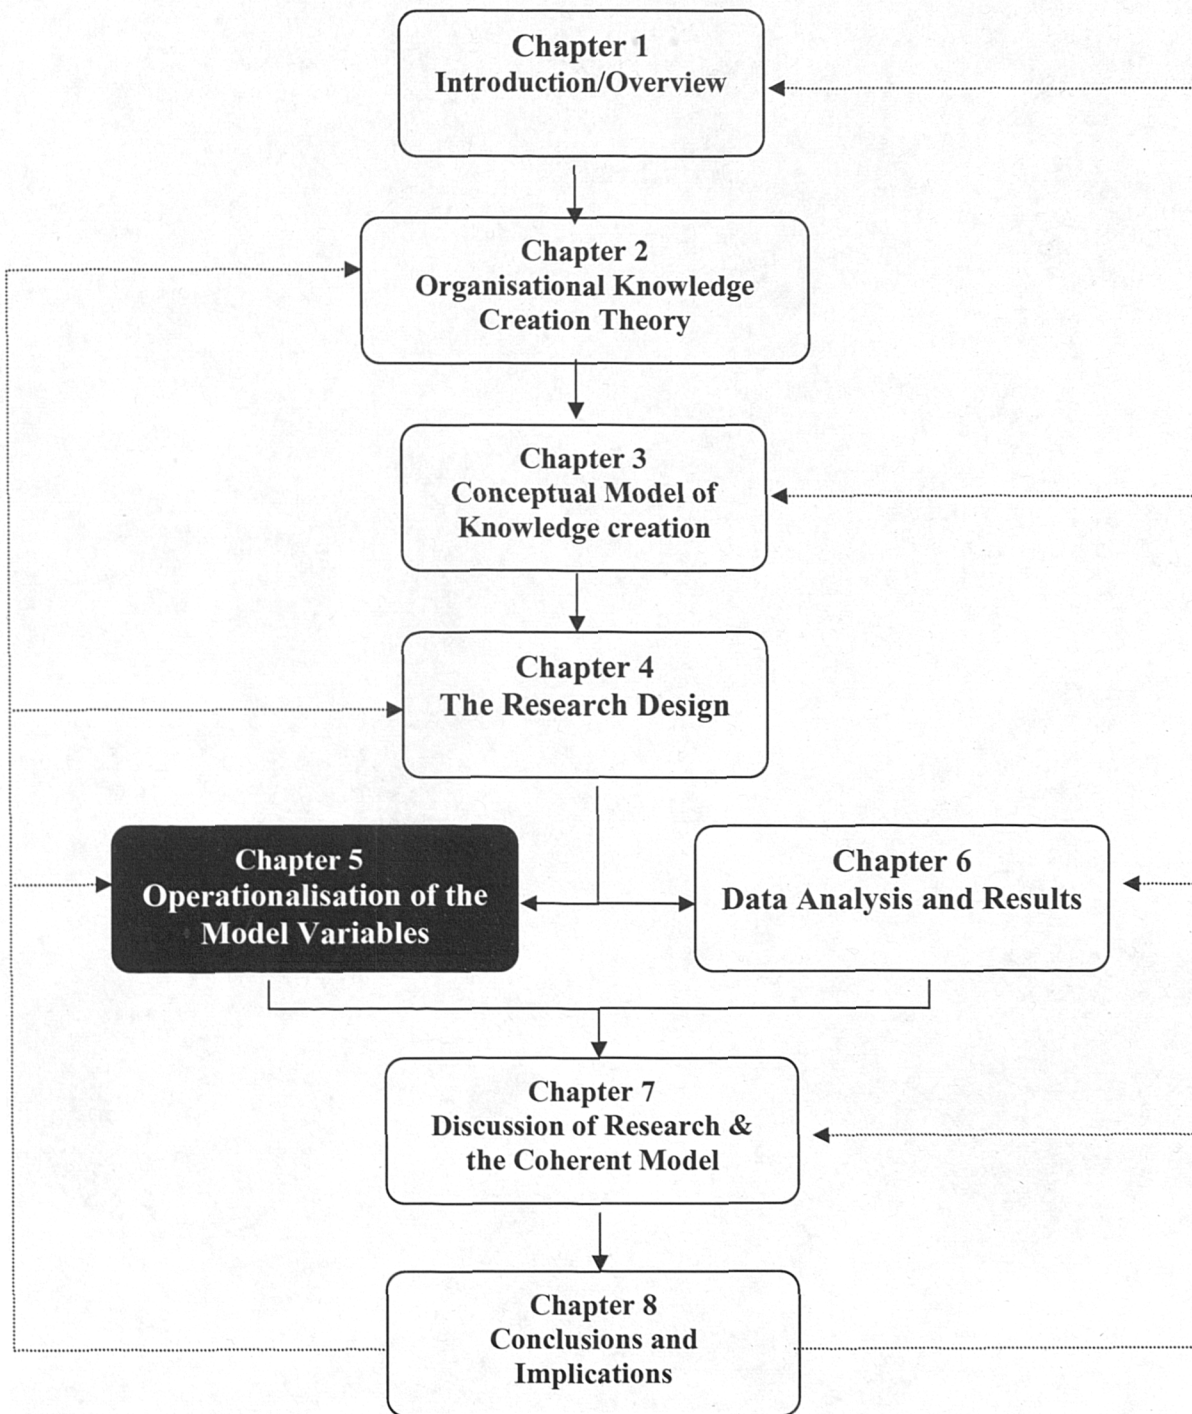 Chapter 1
Introduction/Overview
Chapter 2
Organisational Knowledge
Creation Theory
Chapter 3
Conceptual Model of
Knowledge creation
Chapter 4
The Research Design
Chapter 5
Operationalisation of the
Model Variables
Chapter 6
Data Analysis and Results
Chapter 7
Discussion of Research &
the Coherent Model
Chapter 8
Conclusions and
Implications